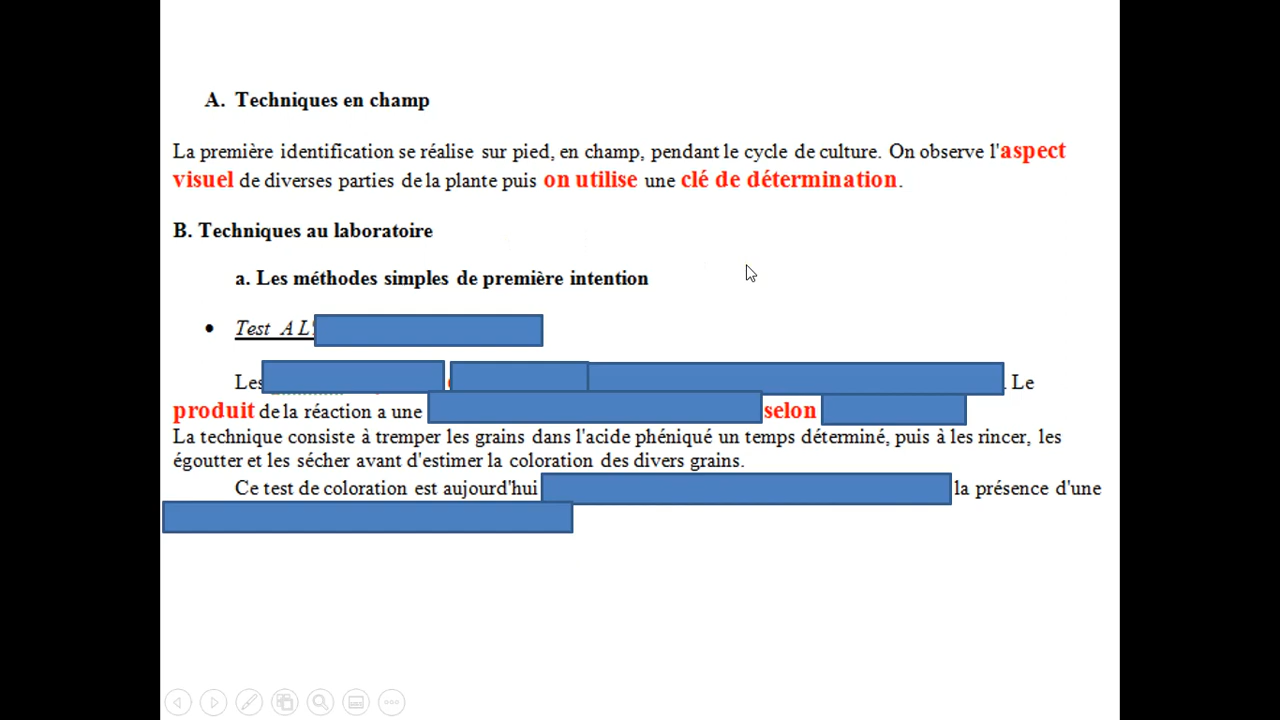 A. Techniques en champ
La première identification se réalise sur pied, en champ, pendant le cycle de culture. On observe l'aspect
visuel de diverses parties de la plante puis on utilise une clé de détermination.
B. Techniques au laboratoire
a. Les méthodes simples de première intention
• Test A L'
Les . Le
produit de la réaction a une selon
La technique consiste à tremper les grains dans l'acide phéniqué un temps déterminé, puis à les rincer, les
égoutter et les sécher avant d'estimer la coloration des divers grains.
Ce test de coloration est aujourd'hui la présence d'une